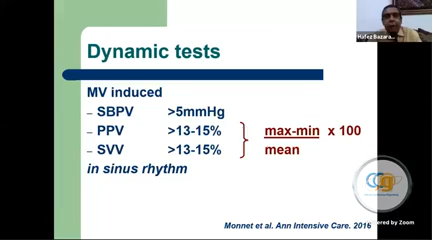 Hafez Bazara...
Dynamic tests
MV induced
– SBPV >5mmHg
– PPV >13-15%
– SVV >13-15%
max-min x 100
mean
in sinus rhythm
Monnet et al. Ann Intensive Care. 2016
powered by Zoom